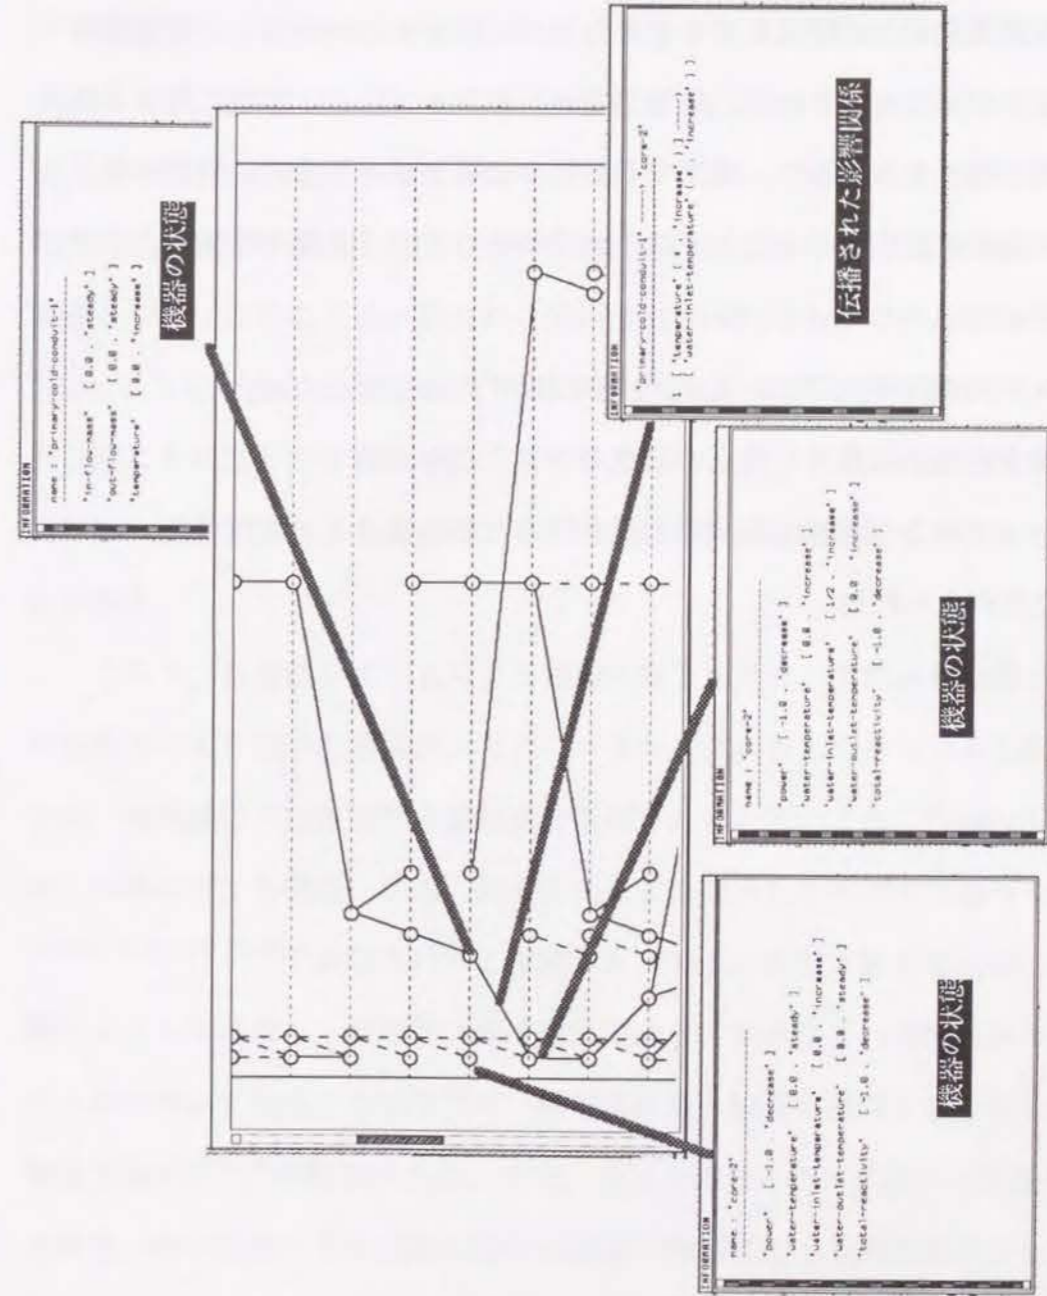 INFORMATION
name : "primary-cold-conduit-1"
"in-flow-mass" [ 0.0 , "steady" ]
"out-flow-mass" [ 0.0 , "steady" ]
"temperature" [ 0.0 , "increase" ]
機器の状態
INFORMATION
"primary-cold-conduit-1" ------ "core-2"
[ "temperature" [ + "increase" ) ] ------
伝播された影響関係
INFORMATION
name : "core-2"
"power" [ -1.0 , "decrease" ]
"water-temperature" [ 0.0 , "increase" ]
"water-inlet-temperature" [ 1/2 , "increase" ]
"water-outlet-temperature" [ 0.0 , "increase" ]
"total-reactivity" [ -1.0 , "decrease" ]
機器の状態
INFORMATION
name : "core-2"
"power" [ -1.0 , "decrease" ]
"water-temperature" [ 0.0 , "steady" ]
"water-inlet-temperature" [ 0.0 , "increase" ]
"water-outlet-temperature" [ 0.0 , "steady" ]
"total-reactivity" [ -1.0 , "decrease" ]
機器の状態